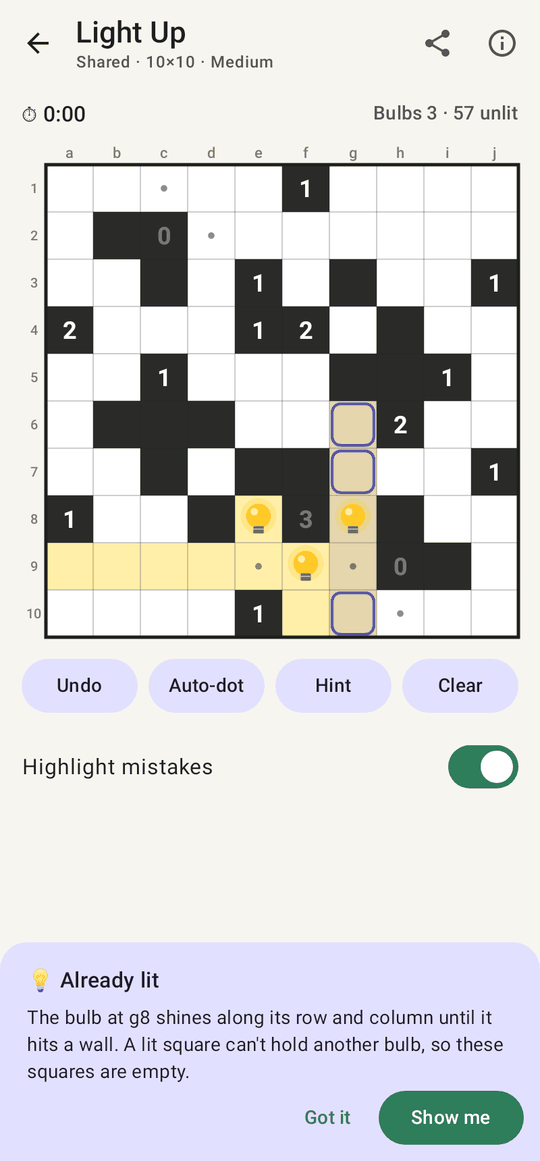 Light Up
Shared · 10×10 · Medium
0:00
Bulbs 3 · 57 unlit
a b c d e f g h i j
1 1
2 0
3 1 1
4 2 1 2
5 1 1
6 2
7 1
8 1 3
9 0
10 1
Undo
Auto-dot
Hint
Clear
Highlight mistakes
Already lit
The bulb at g8 shines along its row and column until it
hits a wall. A lit square can't hold another bulb, so these
squares are empty.
Got it
Show me